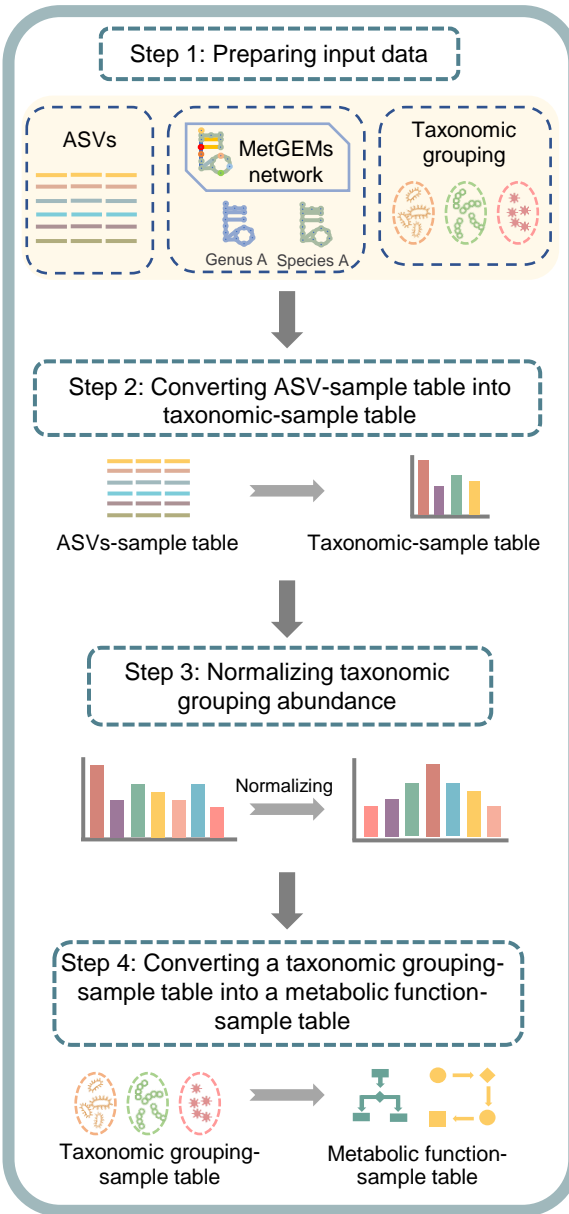 Step 1: Preparing input data
ASVs
MetGEMs
network
Genus A
Species A
Taxonomic
grouping
Step 2: Converting ASV-sample table into
taxonomic-sample table
ASVs-sample table
Taxonomic-sample table
Step 3: Normalizing taxonomic
grouping abundance
Normalizing
Step 4: Converting a taxonomic grouping-
sample table into a metabolic function-
sample table
Taxonomic grouping-
sample table
Metabolic function-
sample table